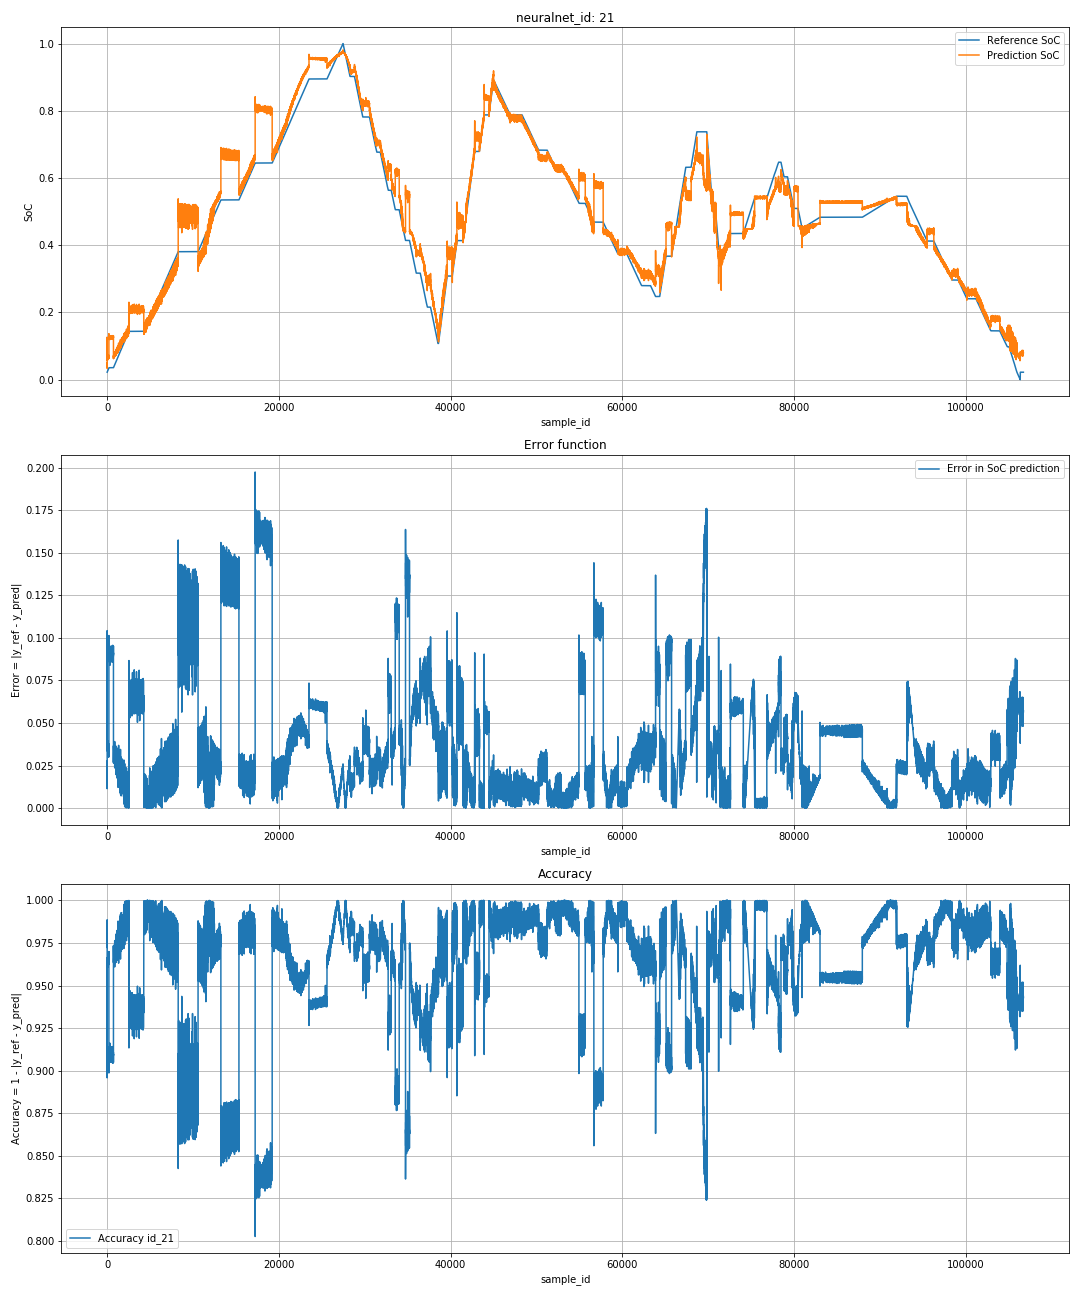 neuralnet_id: 21
Reference SoC
Prediction SoC
SoC
1.0
0.8
0.6
0.4
0.2
0.0
0 20000 40000 60000 80000 100000
sample_id
Error function
Error in SoC prediction
Error = |y_ref - y_pred|
0.200
0.175
0.150
0.125
0.100
0.075
0.050
0.025
0.000
0 20000 40000 60000 80000 100000
sample_id
Accuracy
Accuracy = 1 - |y_ref - y_pred|
1.000
0.975
0.950
0.925
0.900
0.875
0.850
0.825
0.800
Accuracy id_21
0 20000 40000 60000 80000 100000
sample_id